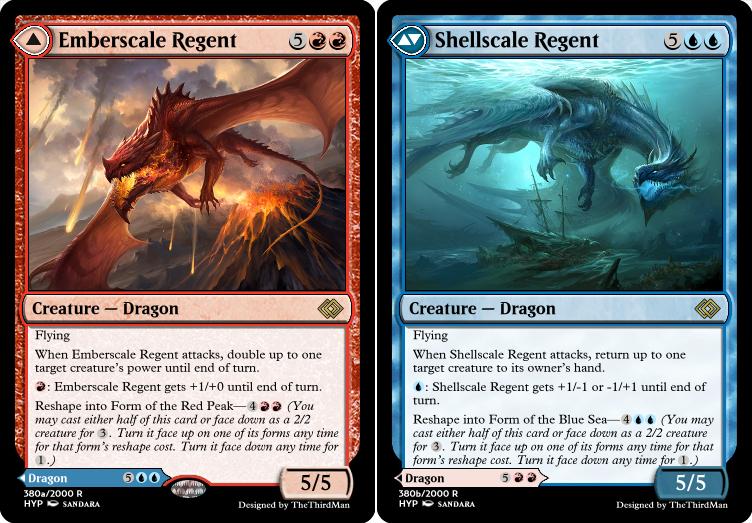 Emberscale Regent 5
Creature — Dragon
Flying
When Emberscale Regent attacks, double up to one
target creature's power until end of turn.
: Emberscale Regent gets +1/+0 until end of turn.
Reshape into Form of the Red Peak—4 (You
may cast either half of this card or face down as a 2/2
creature for 3. Turn it face up on one of its forms any time
for that form's reshape cost. Turn it face down any time for
1.)
Dragon 5
5/5
380a/2000 R
HYP SANDARA
Designed by TheThirdMan
Shellscale Regent 5
Creature — Dragon
Flying
When Shellscale Regent attacks, return up to one
target creature to its owner's hand.
: Shellscale Regent gets +1/-1 or -1/+1 until end of
turn.
Reshape into Form of the Blue Sea—4 (You may
cast either half of this card or face down as a 2/2
creature for 3. Turn it face up on one of its forms any
time for that form's reshape cost. Turn it face down any
time for 1.)
Dragon 5
5/5
380b/2000 R
HYP SANDARA
Designed by TheThirdMan